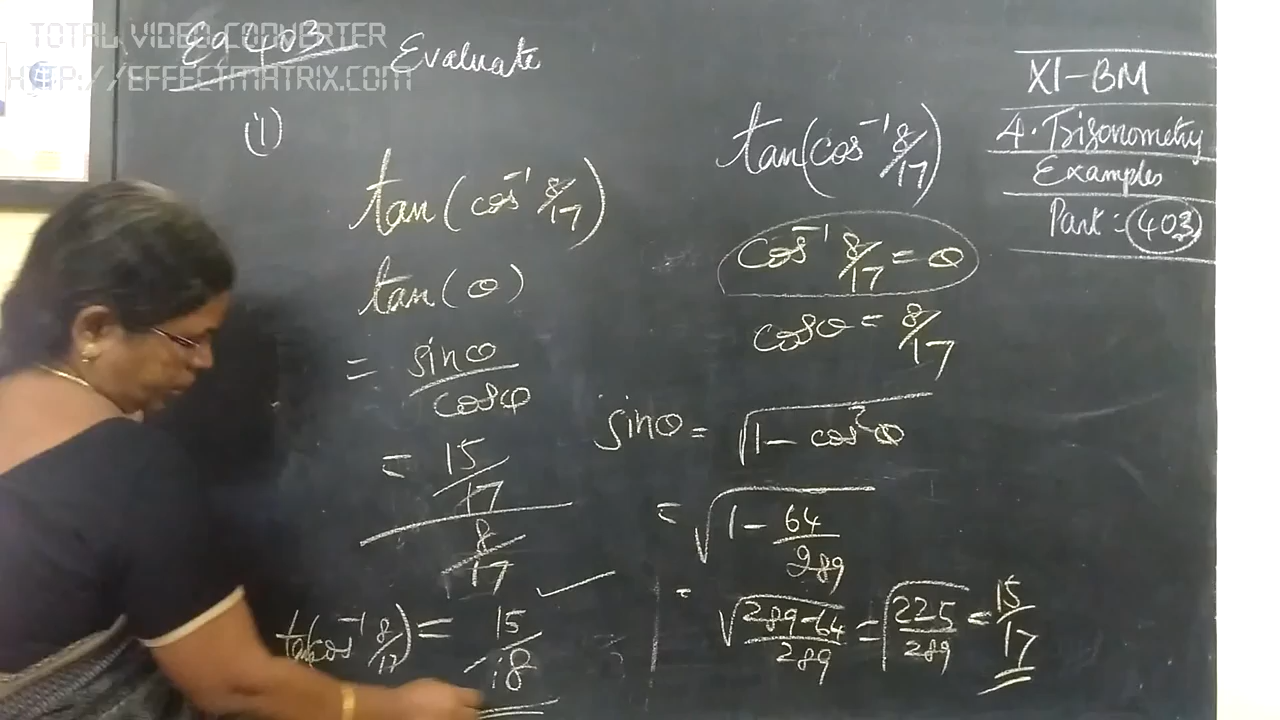 TOTAL VIDEO CONVERTER
HTTP://EFFECTMATRIX.COM
Eg 403 Evaluate
(1)
tan(cos⁻¹ 8/17)
tan(θ)
= sinθ/cosθ
= 15/17
8/17
tan(cos⁻¹ 8/17) = 15/18
tan(cos⁻¹ 8/17)
cos⁻¹ 8/17 = θ
cosθ = 8/17
sinθ = √1 - cos²θ
= √1 - 64/289
= √289-64/289 = √225/289 = 15/17
XI-BM
4. Trigonometry
Examples
Part: 403